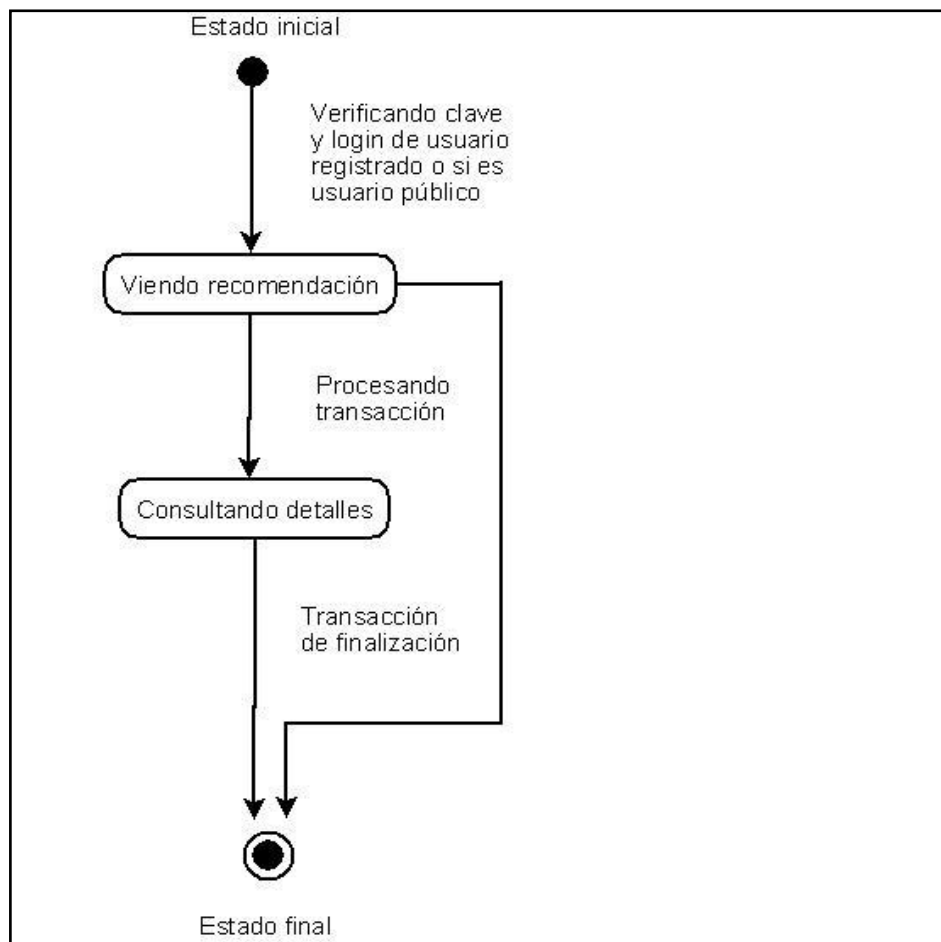 Estado inicial
Verificando clave
y login de usuario
registrado o si es
usuario público
Viendo recomendación
Procesando
transacción
Consultando detalles
Transacción
de finalización
Estado final